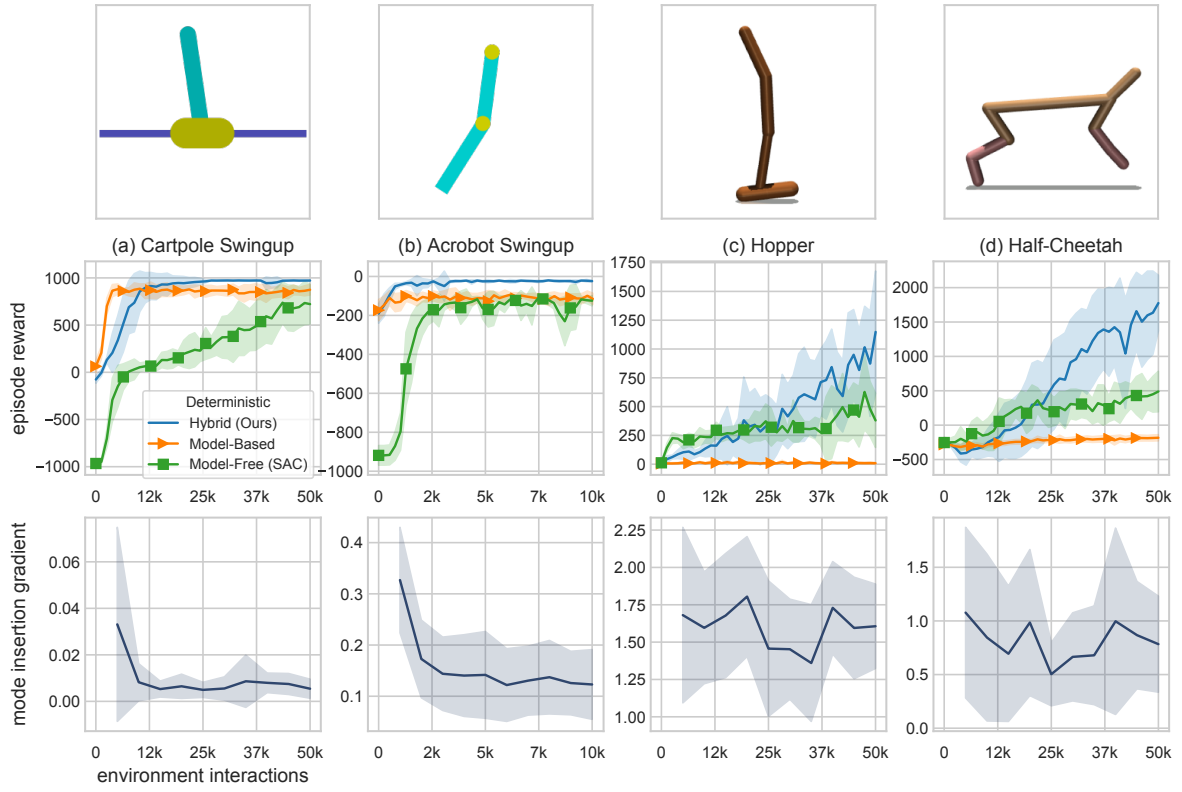 (a) Cartpole Swingup
(b) Acrobot Swingup
(c) Hopper
(d) Half-Cheetah
episode reward
1000
500
0
−500
−1000
Deterministic
Hybrid (Ours)
Model-Based
Model-Free (SAC)
0 12k 25k 37k 50k
0
−200
−400
−600
−800
−1000
0 2k 5k 7k 10k
1750
1500
1250
1000
750
500
250
0
0 12k 25k 37k 50k
2000
1500
1000
500
0
−500
0 12k 25k 37k 50k
mode insertion gradient
0.06
0.04
0.02
0.00
0 12k 25k 37k 50k
0.4
0.3
0.2
0.1
0 2k 5k 7k 10k
2.25
2.00
1.75
1.50
1.25
1.00
0 12k 25k 37k 50k
1.5
1.0
0.5
0.0
0 12k 25k 37k 50k
environment interactions